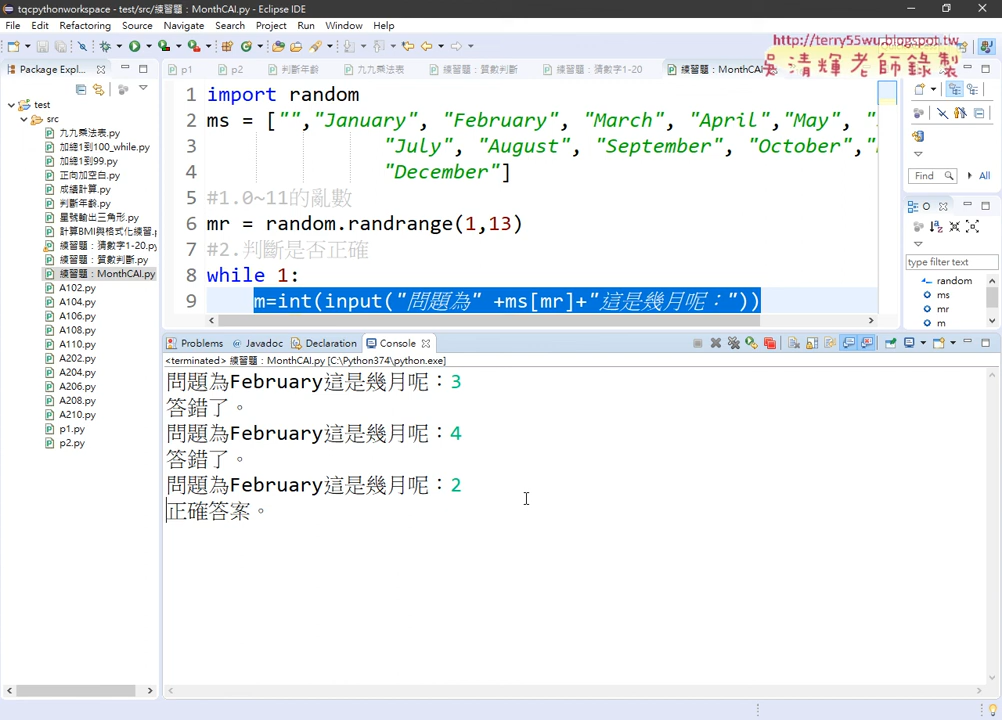 tqcpythonworkspace - test/src/練習題：MonthCAI.py - Eclipse IDE
File Edit Refactoring Source Navigate Search Project Run Window Help
http://terry55wu.blogspot.tw
吳清輝老師錄製
Package Expl...
p1 p2 判斷年齡 九九乘法表 練習題：質數判斷 練習題：猜數字1-20 練習題：MonthCAI
test
src
九九乘法表.py
加總1到100_while.py
加總1到99.py
正向加空白.py
成績計算.py
判斷年齡.py
星號輸出三角形.py
計算BMI與格式化輸出.
練習題：猜數字1-20.py
練習題：質數判斷.py
練習題：MonthCAI.py
A102.py
A104.py
A106.py
A108.py
A110.py
A202.py
A204.py
A206.py
A208.py
A210.py
p1.py
p2.py
1 import random
2 ms = ["","January", "February", "March", "April","May",
3 "July", "August", "September", "October",
4 "December"]
5 #1.0~11的亂數
6 mr = random.randrange(1,13)
7 #2.判斷是否正確
8 while 1:
9 m=int(input("問題為" +ms[mr]+"這是幾月呢："))
Find All
type filter text
random
ms
mr
m
Problems Javadoc Declaration Console
<terminated> 練習題：MonthCAI.py [C:\Python374\python.exe]
問題為February這是幾月呢：3
答錯了。
問題為February這是幾月呢：4
答錯了。
問題為February這是幾月呢：2
正確答案。